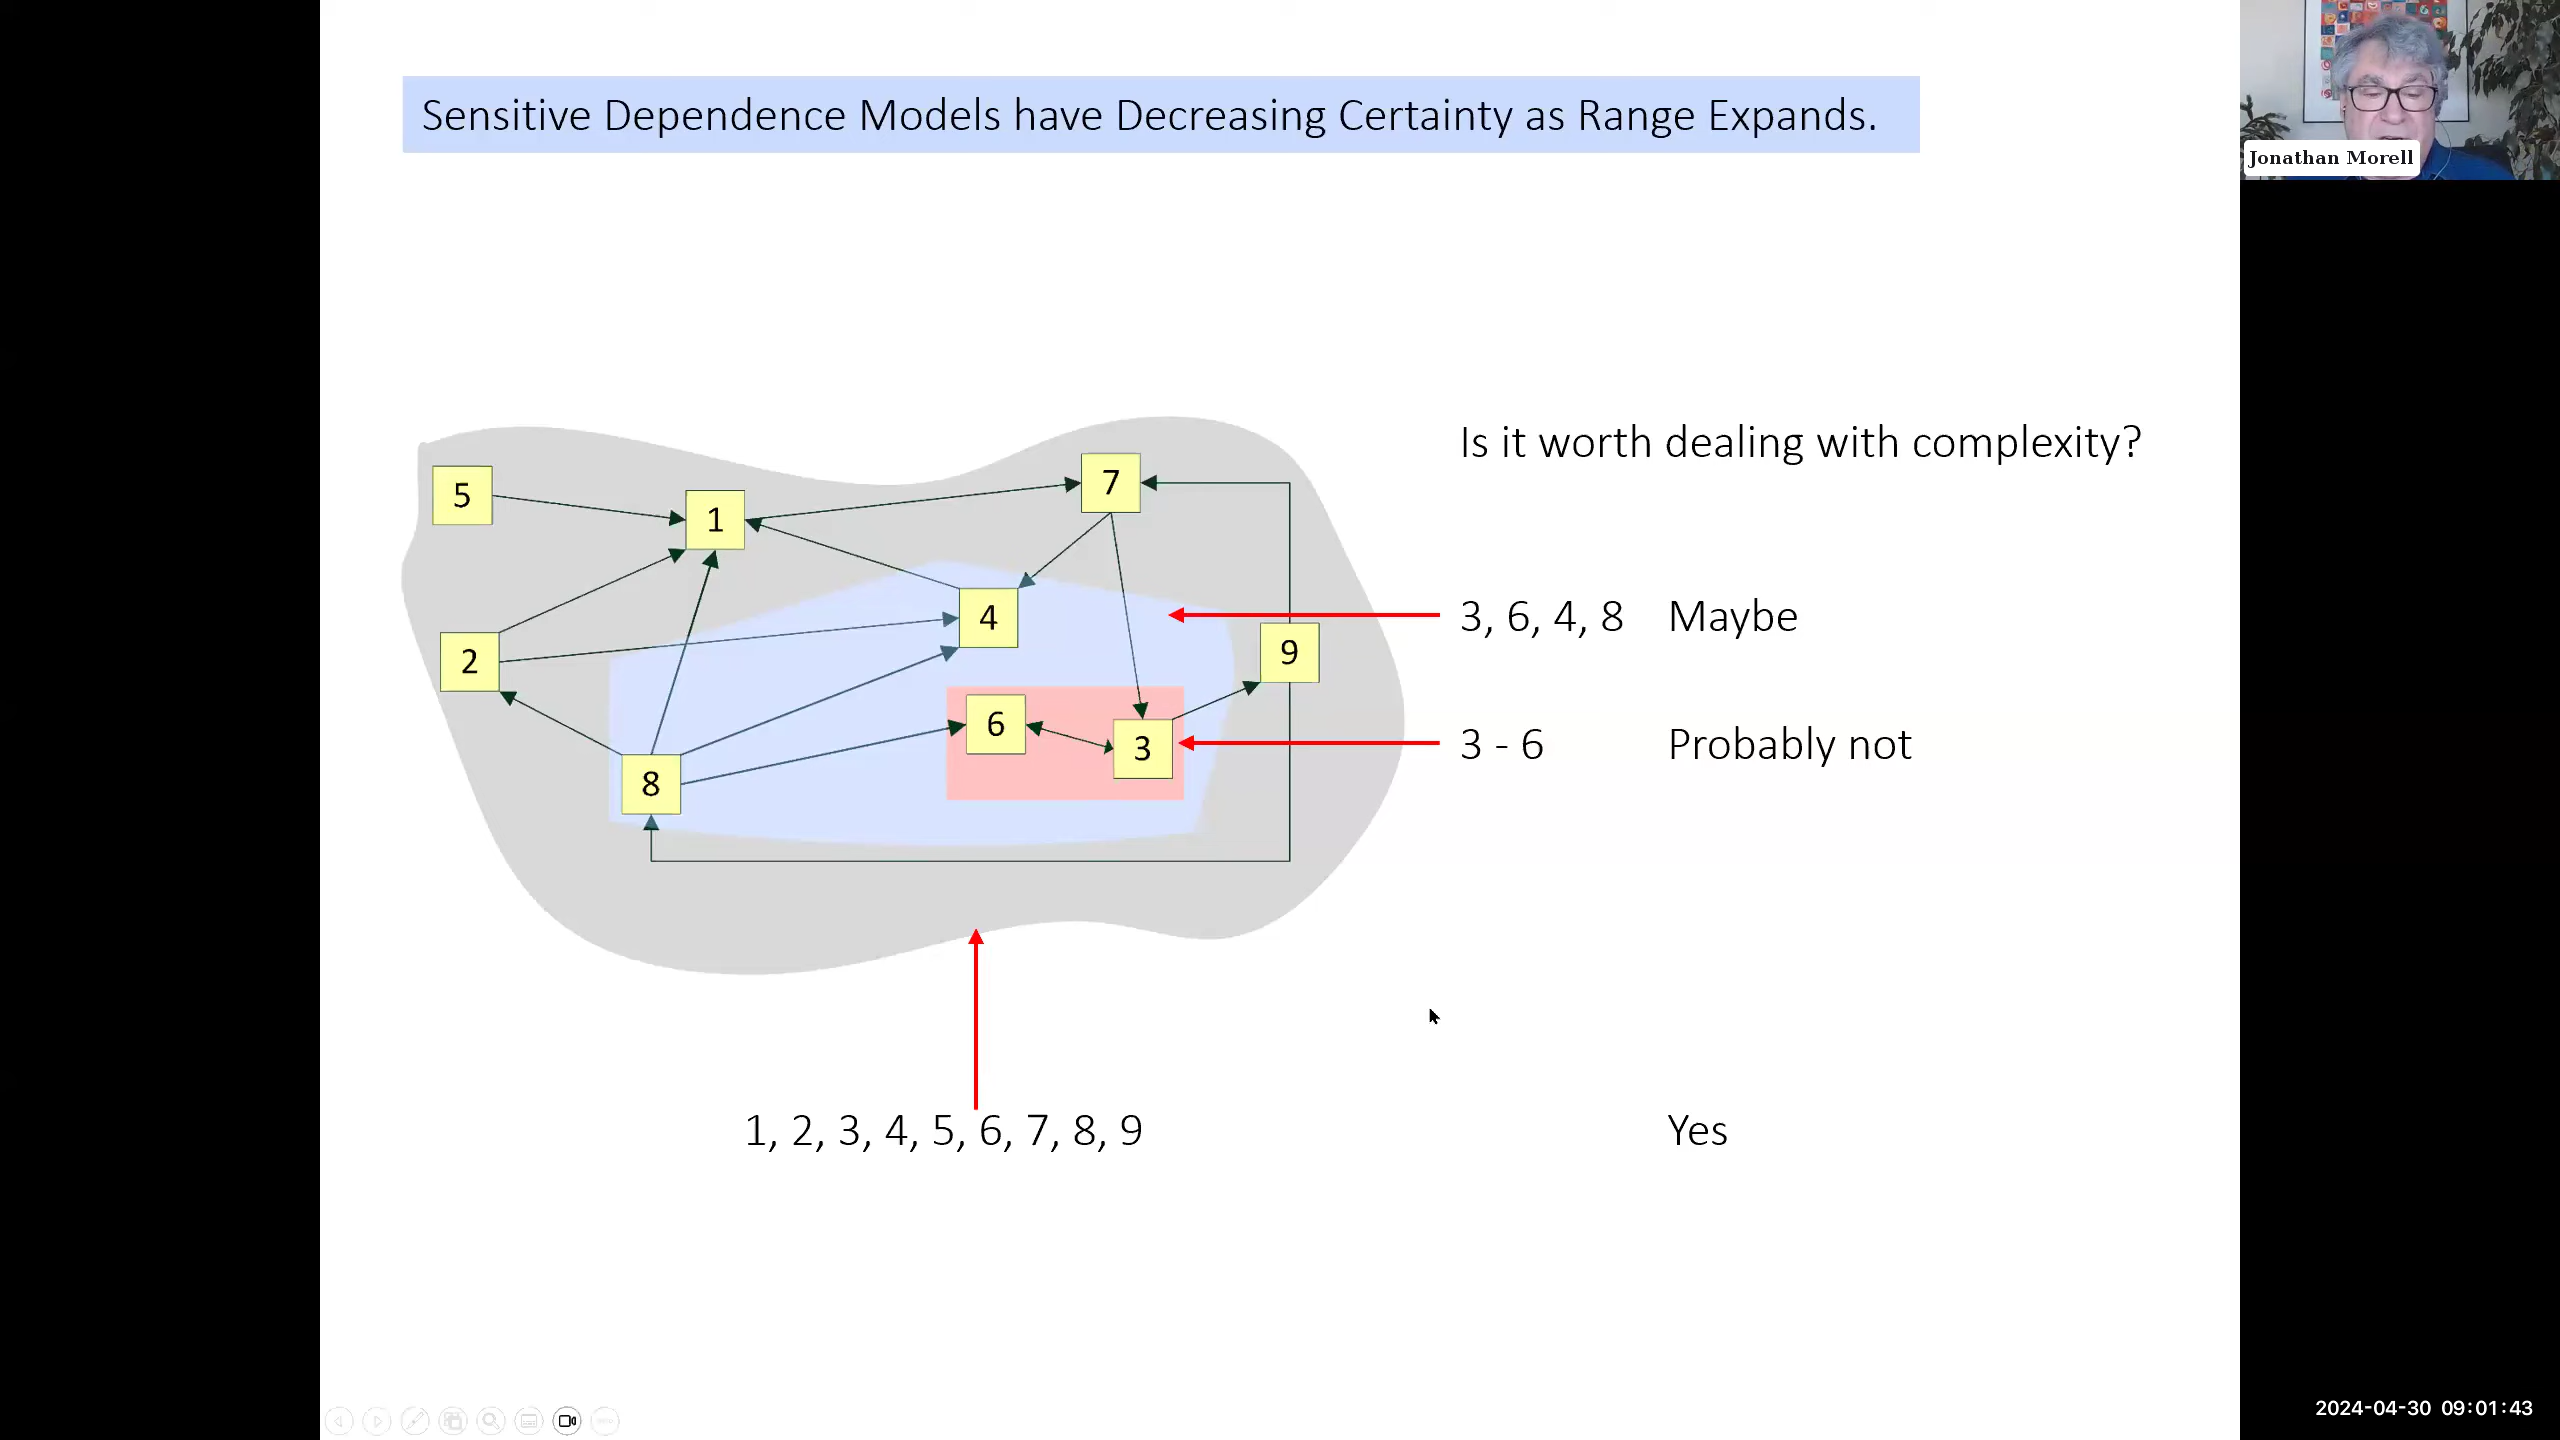 Sensitive Dependence Models have Decreasing Certainty as Range Expands.
Jonathan Morell
Is it worth dealing with complexity?
5
1
7
4
3, 6, 4, 8 Maybe
2
9
6
3
3 - 6 Probably not
8
1, 2, 3, 4, 5, 6, 7, 8, 9 Yes
2024-04-30 09:01:43